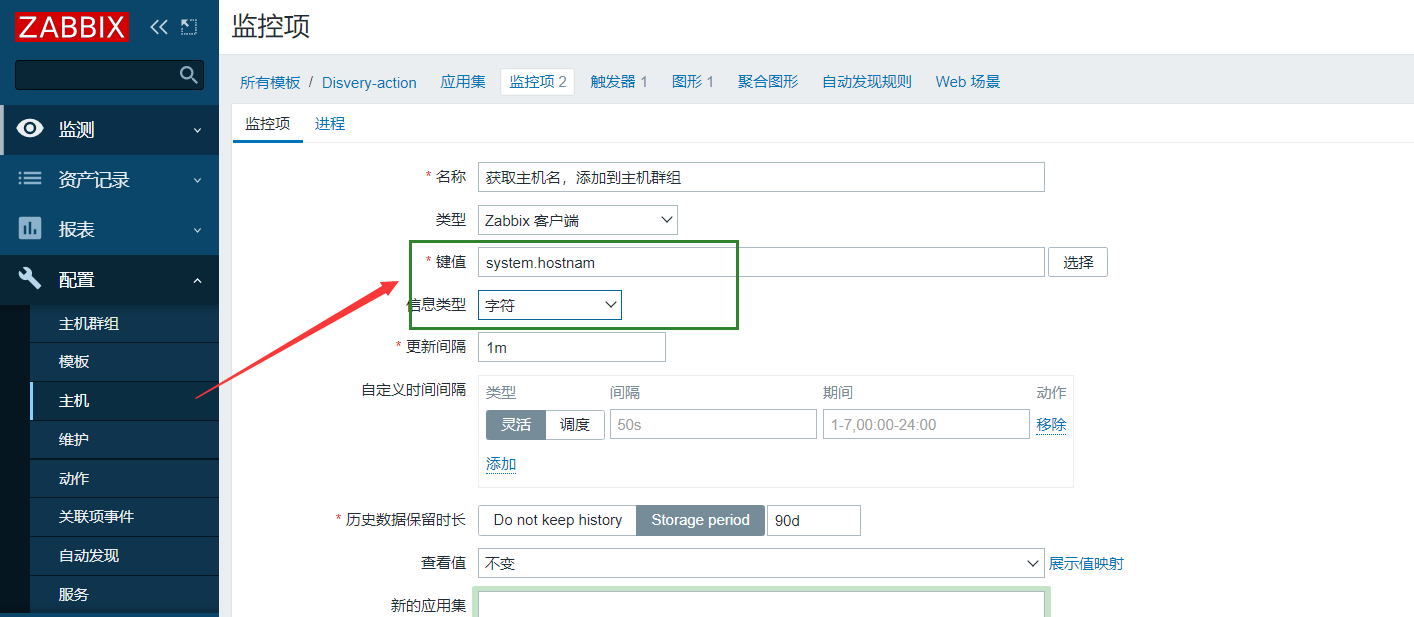 ZABBIX
监测
资产记录
报表
配置
主机群组
模板
主机
维护
动作
关联项事件
自动发现
服务
监控项
所有模板 / Disvery-action 应用集 监控项 2 触发器 1 图形 1 聚合图形 自动发现规则 Web 场景
监控项 进程
* 名称 获取主机名，添加到主机群组
类型 Zabbix 客户端
* 键值 system.hostnam 选择
信息类型 字符
* 更新间隔 1m
自定义时间间隔 类型 间隔 期间 动作
灵活 调度 50s 1-7,00:00-24:00 移除
添加
* 历史数据保留时长 Do not keep history Storage period 90d
查看值 不变 展示值映射
新的应用集